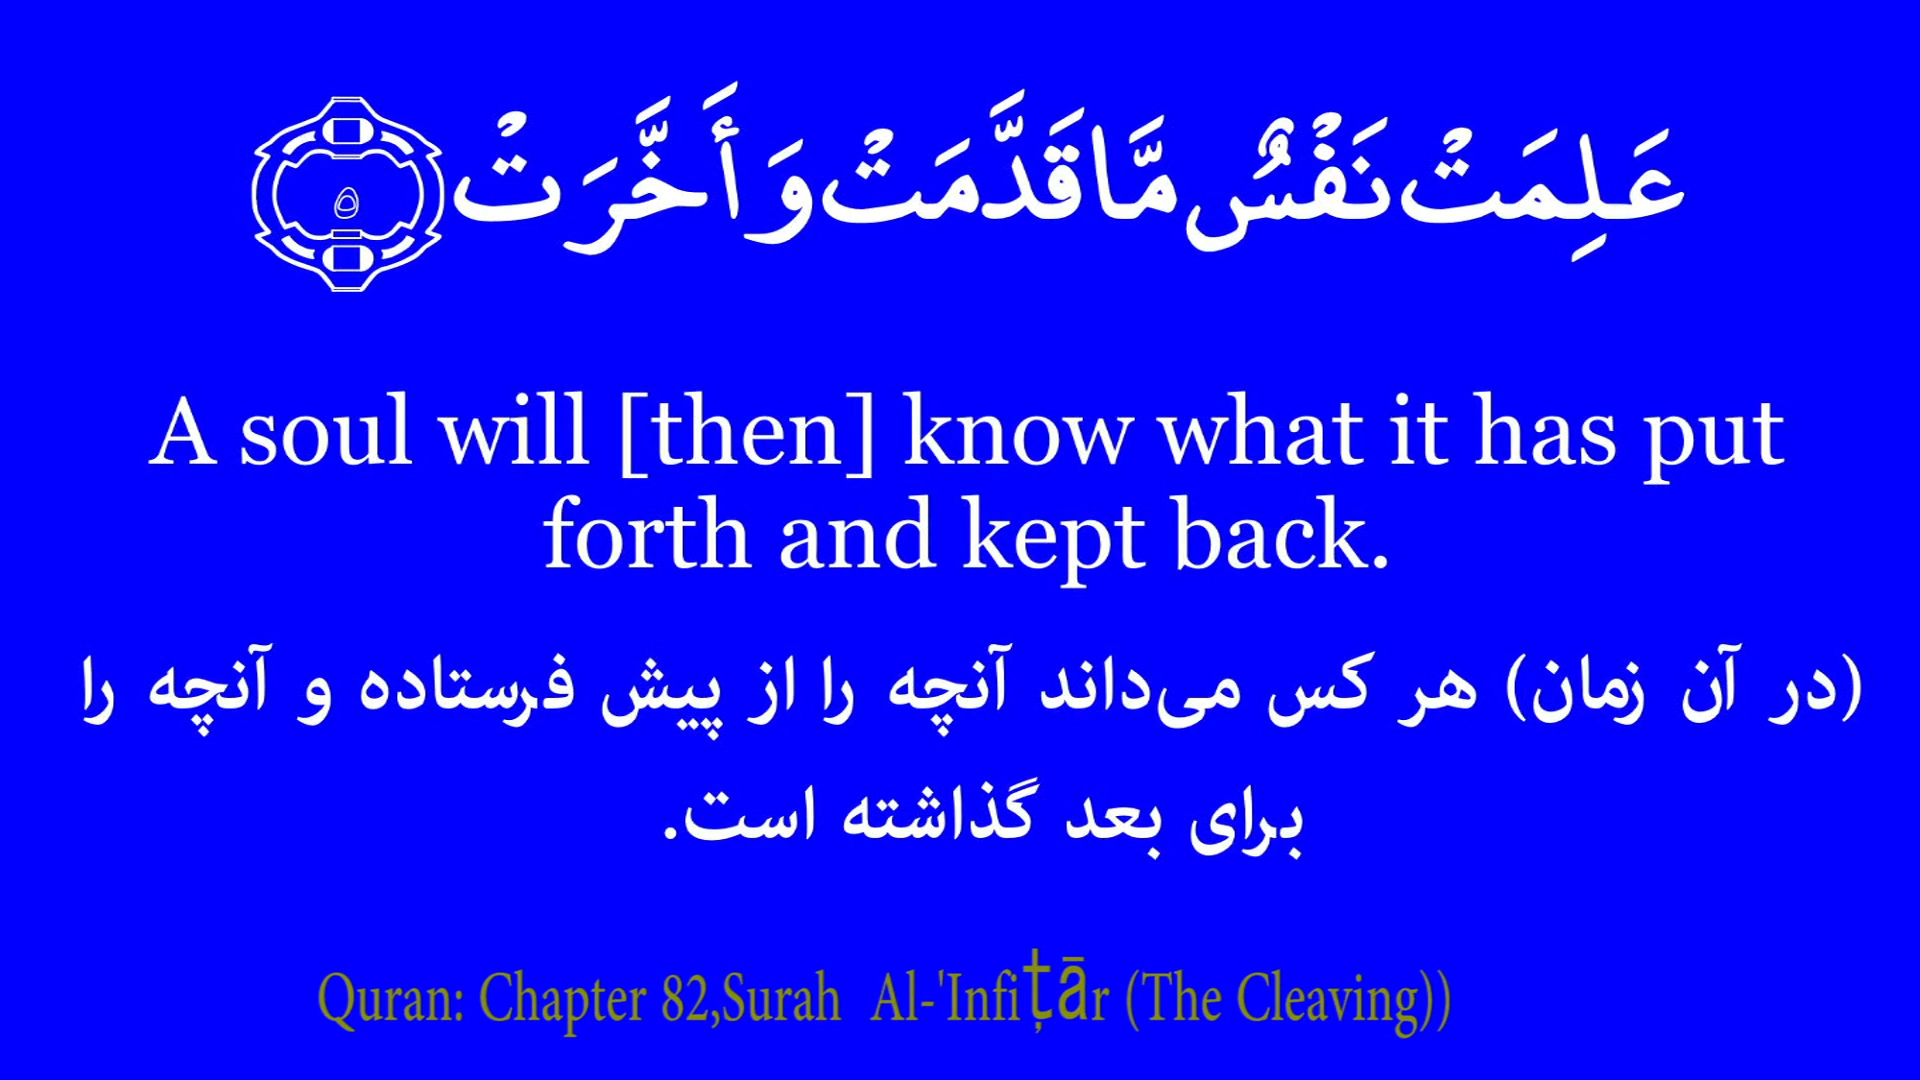 عَلِمَتْ نَفْسٌ مَّا قَدَّمَتْ وَأَخَّرَتْ ۵
A soul will [then] know what it has put
forth and kept back.
(در آن زمان) هر کس می‌داند آنچه را از پیش فرستاده و آنچه را
برای بعد گذاشته است.
Quran: Chapter 82,Surah Al-'Infiṭār (The Cleaving))